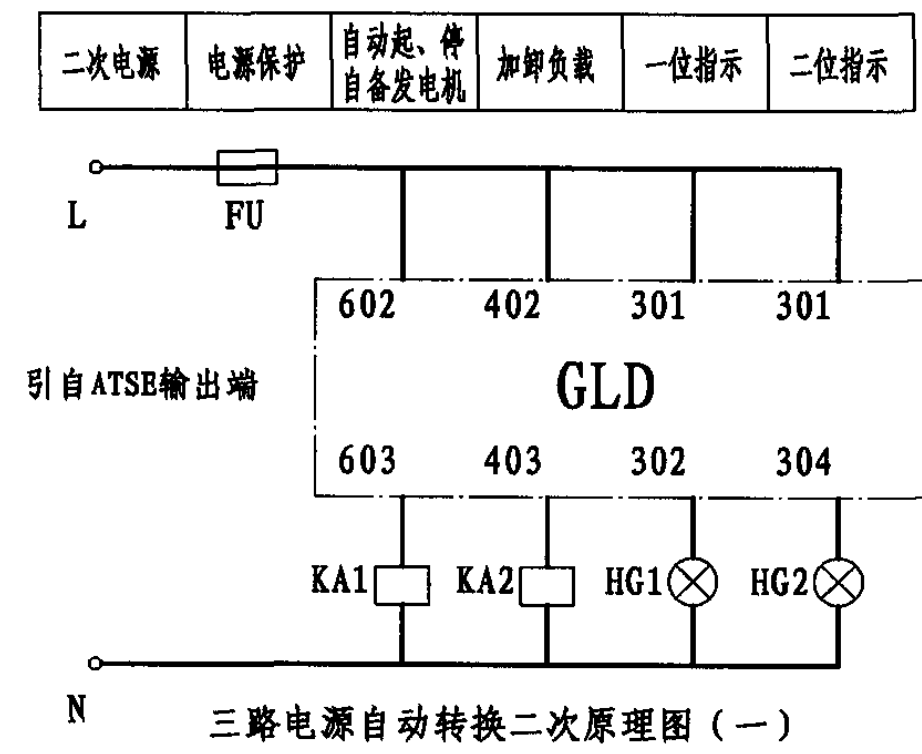 二次电源 电源保护 自动起、停 自备发电机 加卸负载 一位指示 二位指示
L FU
602 402 301 301
引自ATSE输出端 GLD
603 403 302 304
KA1 KA2 HG1 HG2
N
三路电源自动转换二次原理图(一)